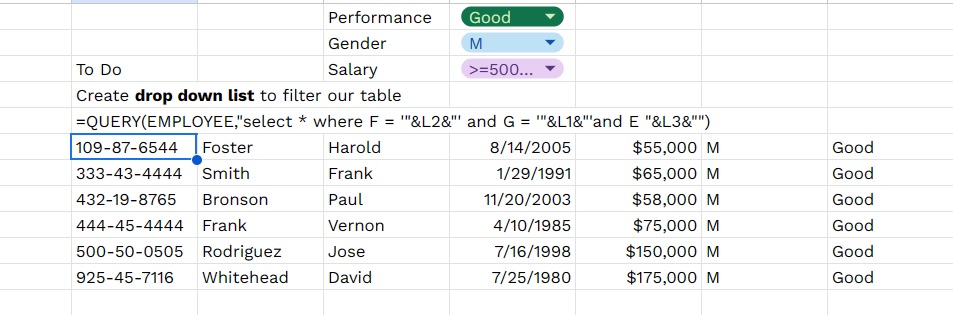 Performance Good
Gender M
To Do Salary >=500...
Create drop down list to filter our table
=QUERY(EMPLOYEE,"select * where F = '"&L2&"' and G = '"&L1&"'and E "&L3&"")
109-87-6544 Foster Harold 8/14/2005 $55,000 M Good
333-43-4444 Smith Frank 1/29/1991 $65,000 M Good
432-19-8765 Bronson Paul 11/20/2003 $58,000 M Good
444-45-4444 Frank Vernon 4/10/1985 $75,000 M Good
500-50-0505 Rodriguez Jose 7/16/1998 $150,000 M Good
925-45-7116 Whitehead David 7/25/1980 $175,000 M Good